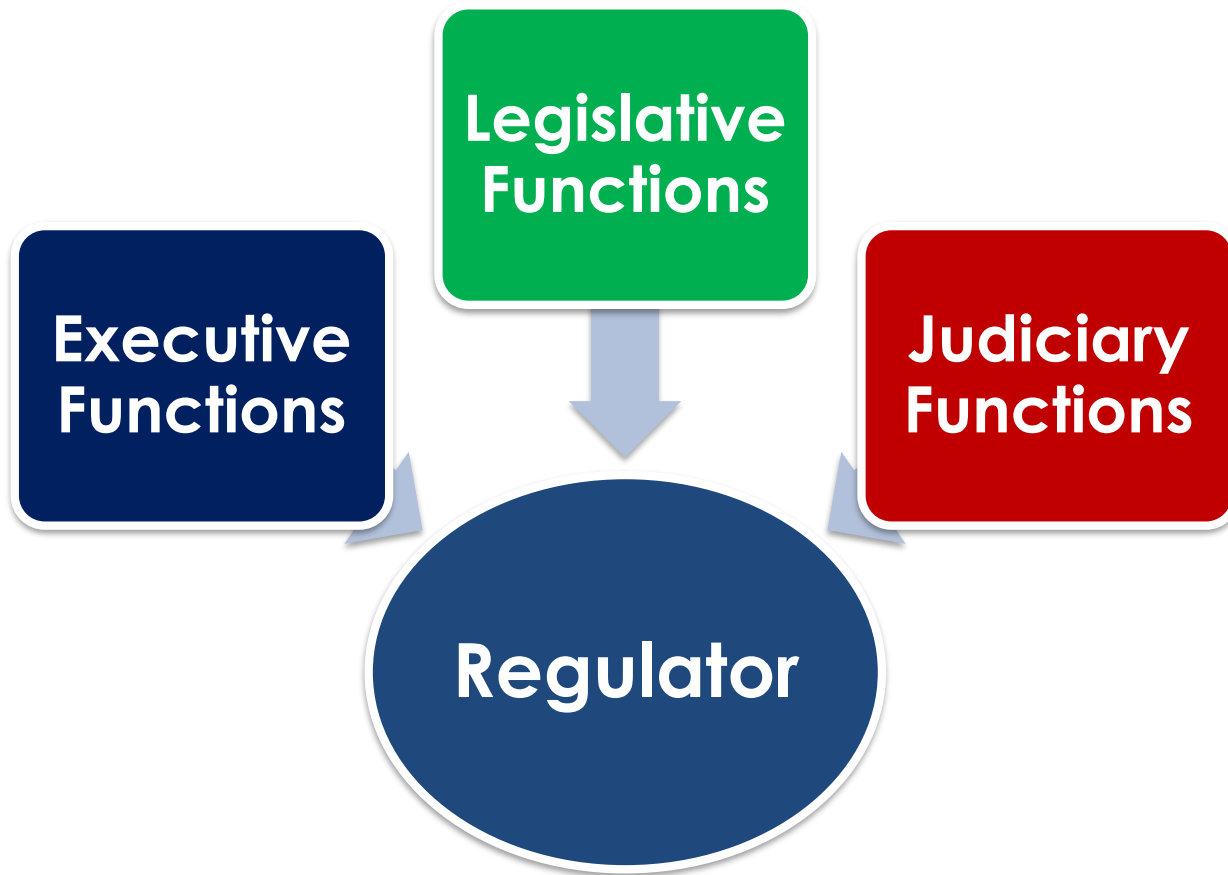 Legislative
Functions
Executive
Functions
Judiciary
Functions
Regulator